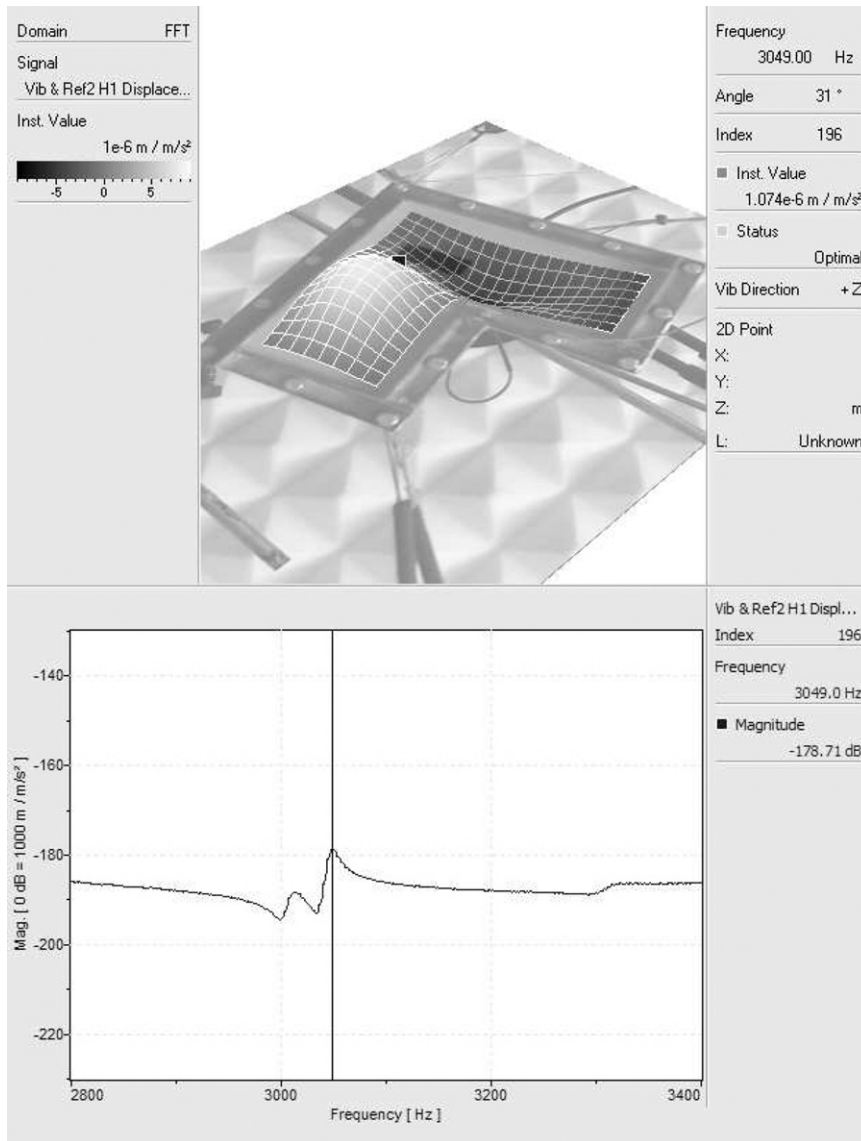 Domain FFT
Signal
Vib & Ref2 H1 Displace...
Inst. Value
1e-6 m / m/s²
-5 0 5
Frequency
3049.00 Hz
Angle 31 °
Index 196
Inst. Value
1.074e-6 m / m/s²
Status
Optimal
Vib Direction +Z
2D Point
X:
Y:
Z: m
L: Unknown
Vib & Ref2 H1 Displ...
Index 196
Frequency
3049.0 Hz
Magnitude
-178.71 dB
Mag. [ 0 dB = 1000 m / m/s² ]
-140
-160
-180
-200
-220
2800 3000 3200 3400
Frequency [ Hz ]